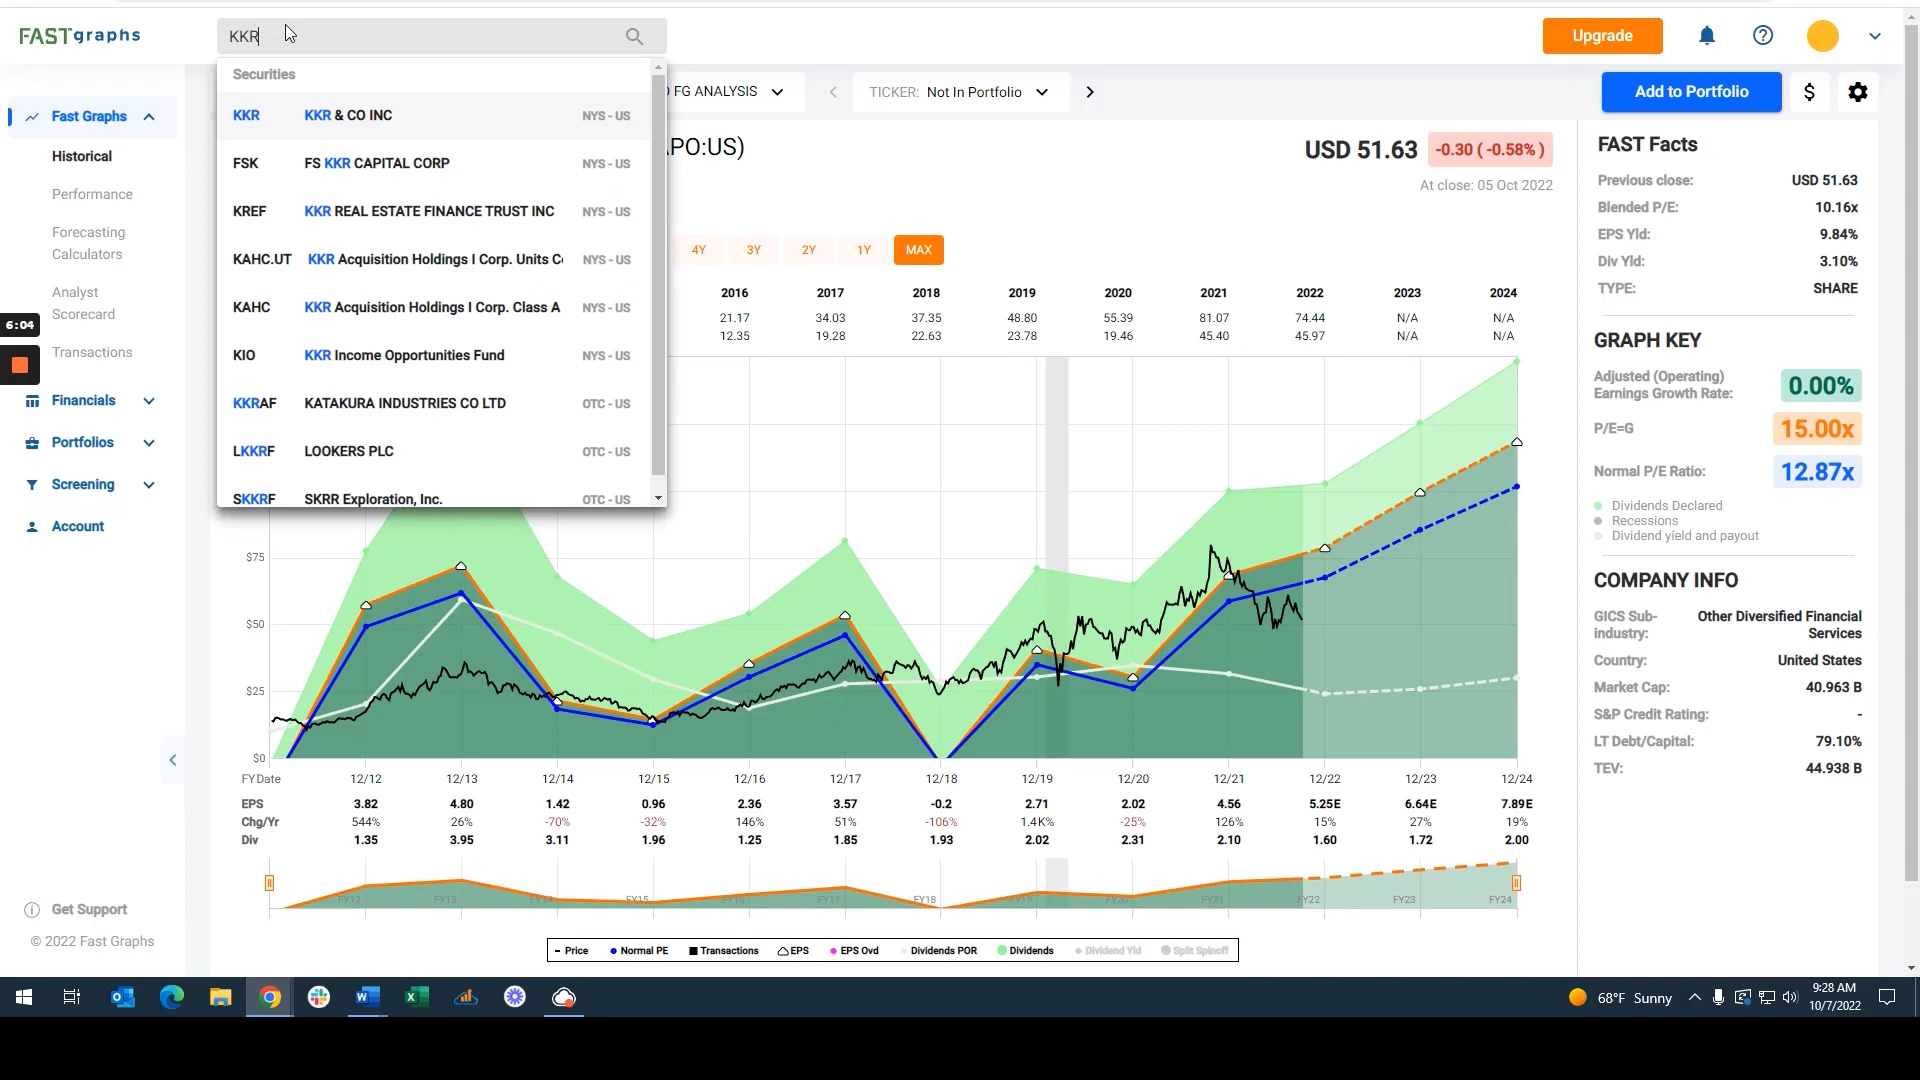 FAST graphs
KKR
Upgrade
Securities
KKR KKR & CO INC NYS - US
FSK FS KKR CAPITAL CORP NYS - US
KREF KKR REAL ESTATE FINANCE TRUST INC NYS - US
KAHC.UT KKR Acquisition Holdings I Corp. Units NYS - US
KAHC KKR Acquisition Holdings I Corp. Class A NYS - US
KIO KKR Income Opportunities Fund NYS - US
KKRAF KATAKURA INDUSTRIES CO LTD OTC - US
LKKRF LOOKERS PLC OTC - US
SKKRF SKRR Exploration, Inc. OTC - US
FG ANALYSIS
TICKER: Not In Portfolio
Add to Portfolio
$
PO:US)
USD 51.63 -0.30 ( -0.58% )
At close: 05 Oct 2022
4Y 3Y 2Y 1Y MAX
2016 2017 2018 2019 2020 2021 2022 2023 2024
21.17 34.03 37.35 48.80 55.39 81.07 74.44 N/A N/A
12.35 19.28 22.63 23.78 19.46 45.40 45.97 N/A N/A
Fast Graphs
Historical
Performance
Forecasting
Calculators
Analyst
Scorecard
Transactions
6:04
Financials
Portfolios
Screening
Account
Get Support
© 2022 Fast Graphs
$75
$50
$25
$0
FY Date 12/12 12/13 12/14 12/15 12/16 12/17 12/18 12/19 12/20 12/21 12/22 12/23 12/24
EPS 3.82 4.80 1.42 0.96 2.36 3.57 -0.2 2.71 2.02 4.56 5.25E 6.64E 7.89E
Chg/Yr 544% 26% -70% -32% 146% 51% -106% 1.4K% -25% 126% 15% 27% 19%
Div 1.35 3.95 3.11 1.96 1.25 1.85 1.93 2.02 2.31 2.10 1.60 1.72 2.00
FY12 FY13 FY14 FY15 FY16 FY17 FY18 FY19 FY20 FY21 FY22 FY23 FY24
Price Normal PE Transactions EPS EPS Ovd Dividends POR Dividends Dividend Yld Split Spinoff
FAST Facts
Previous close: USD 51.63
Blended P/E: 10.16x
EPS Yld: 9.84%
Div Yld: 3.10%
TYPE: SHARE
GRAPH KEY
Adjusted (Operating)
Earnings Growth Rate: 0.00%
P/E=G 15.00x
Normal P/E Ratio: 12.87x
Dividends Declared
Recessions
Dividend yield and payout
COMPANY INFO
GICS Sub-
industry: Other Diversified Financial
Services
Country: United States
Market Cap: 40.963 B
S&P Credit Rating: -
LT Debt/Capital: 79.10%
TEV: 44.938 B
68°F Sunny
9:28 AM
10/7/2022